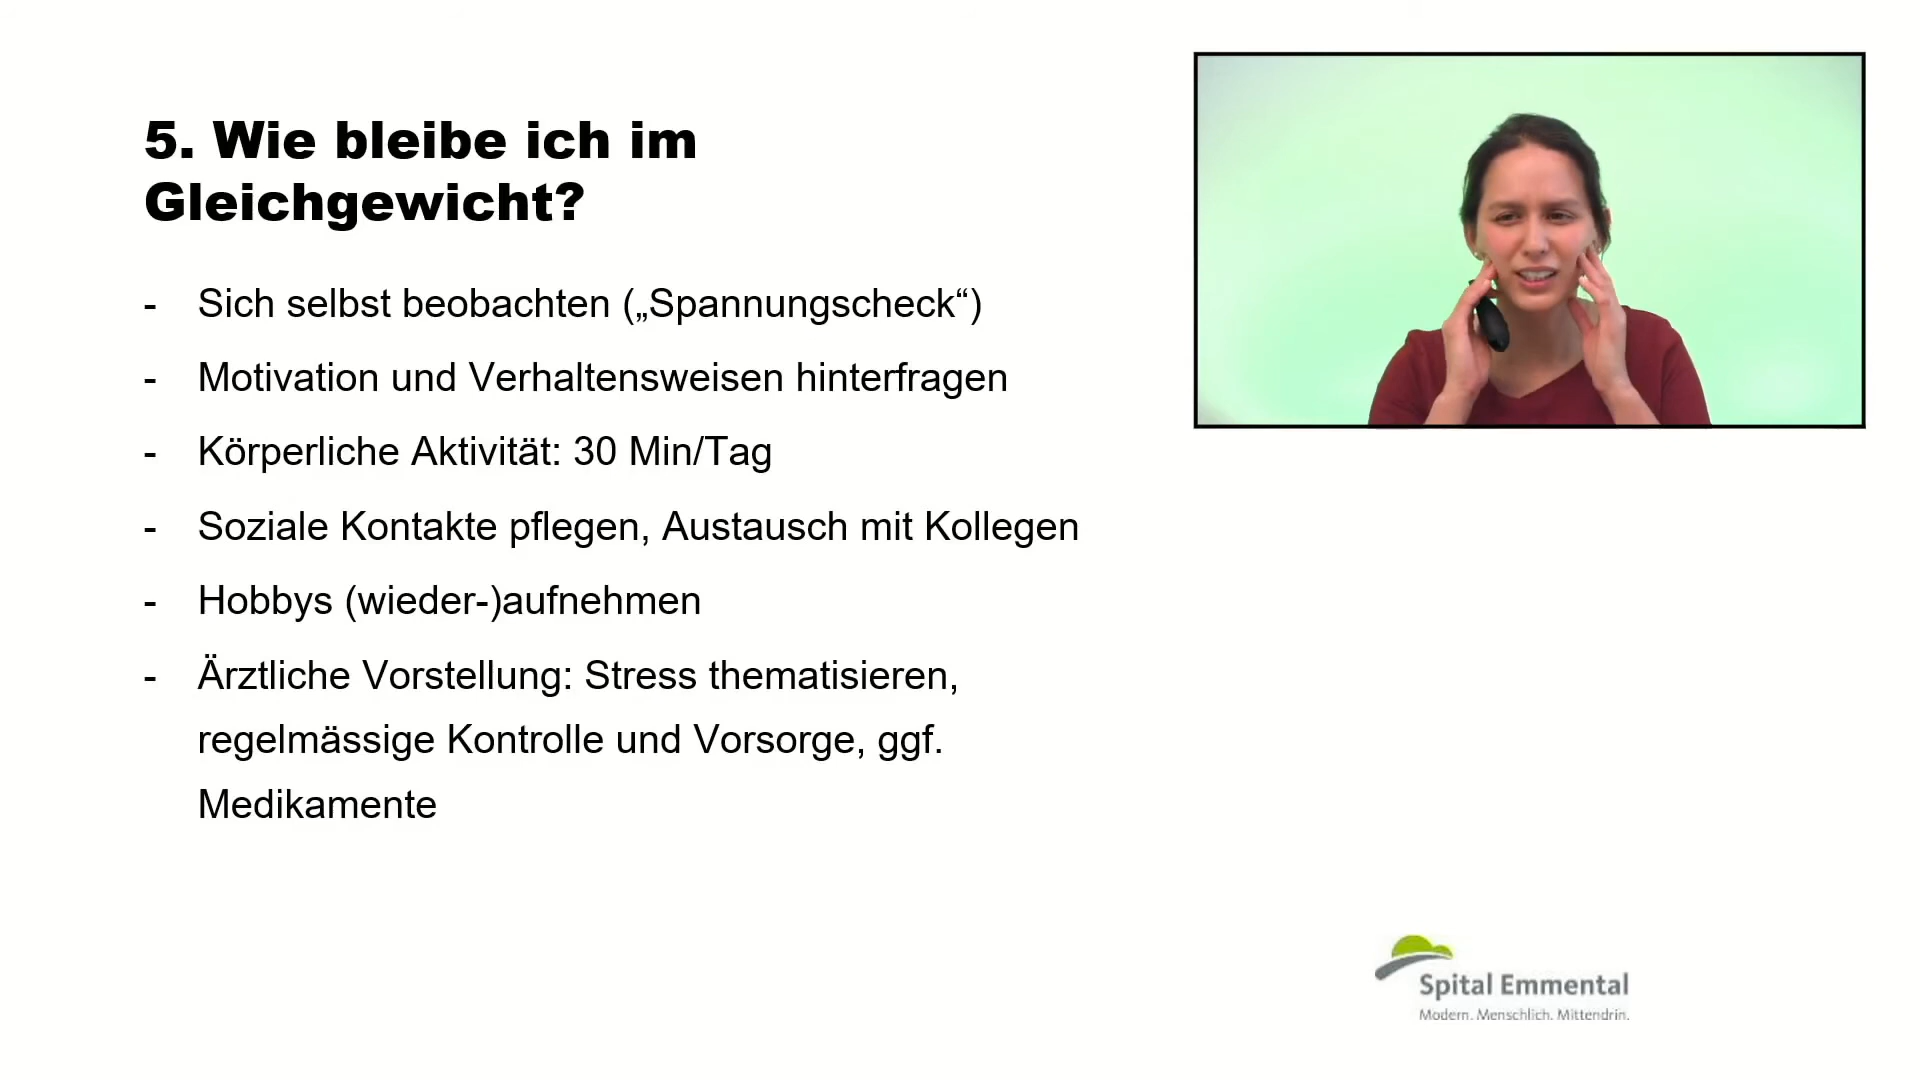 5. Wie bleibe ich im
Gleichgewicht?
- Sich selbst beobachten („Spannungscheck“)
- Motivation und Verhaltensweisen hinterfragen
- Körperliche Aktivität: 30 Min/Tag
- Soziale Kontakte pflegen, Austausch mit Kollegen
- Hobbys (wieder-)aufnehmen
- Ärztliche Vorstellung: Stress thematisieren,
regelmässige Kontrolle und Vorsorge, ggf.
Medikamente
Spital Emmental
Modern. Menschlich. Mittendrin.